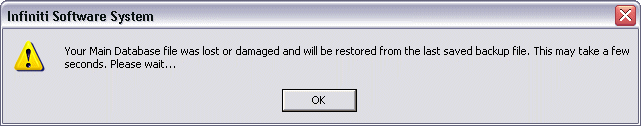 Infiniti Software System
Your Main Database file was lost or damaged and will be restored from the last saved backup file. This may take a few
seconds. Please wait...
OK